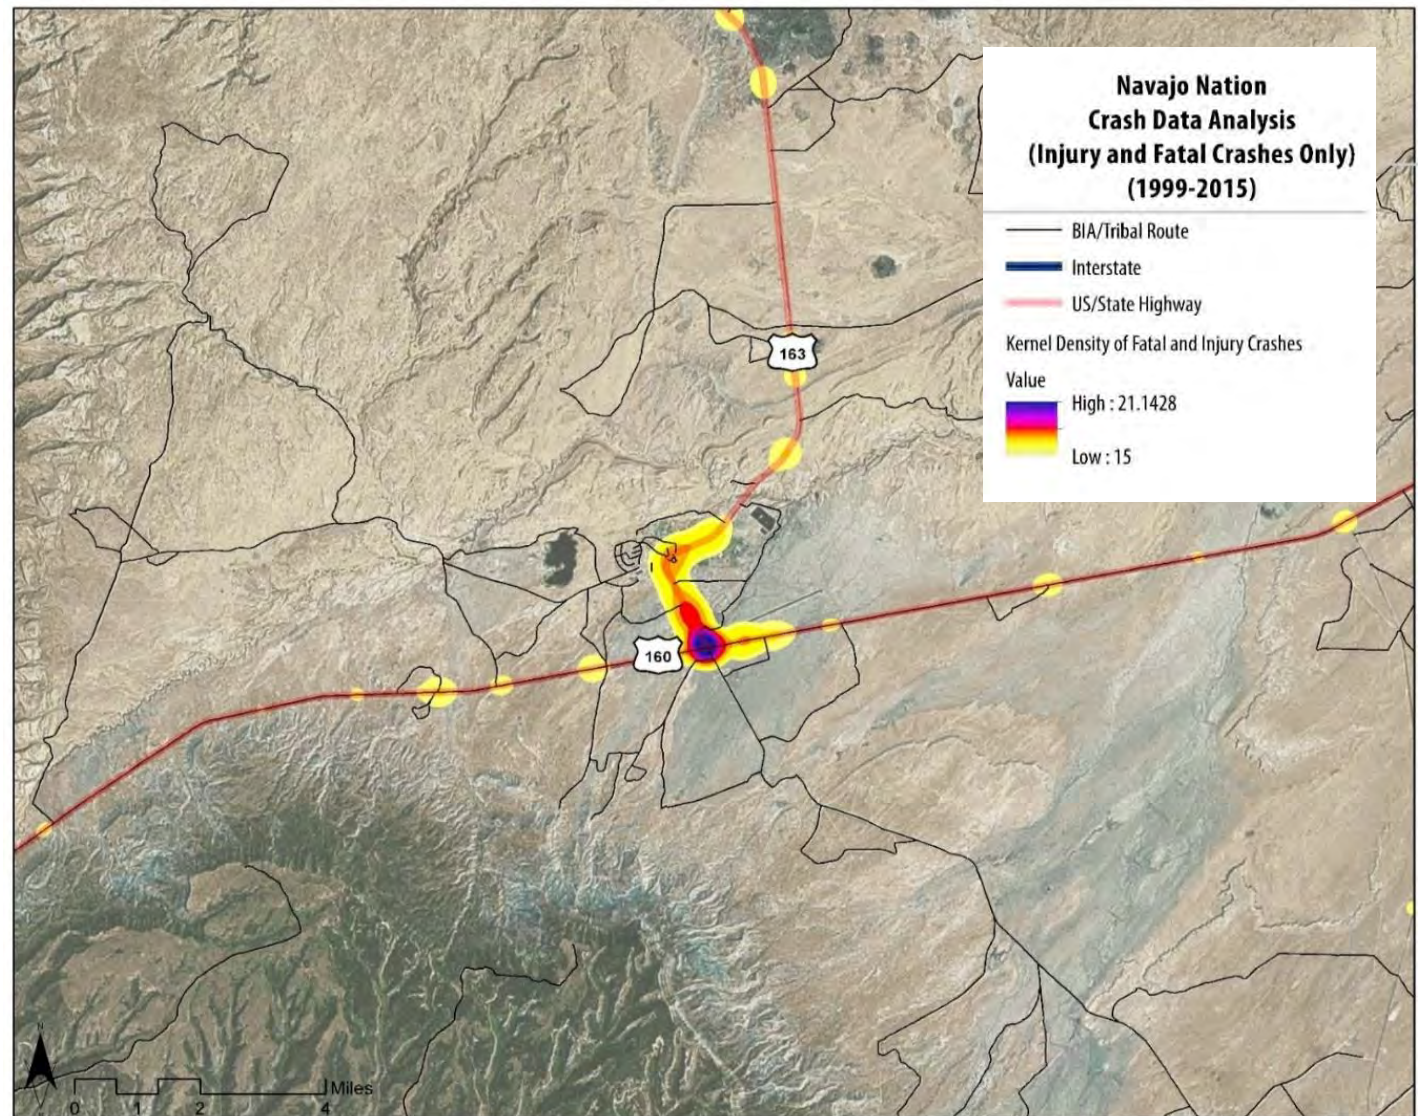 Navajo Nation
Crash Data Analysis
(Injury and Fatal Crashes Only)
(1999-2015)
BIA/Tribal Route
Interstate
US/State Highway
Kernel Density of Fatal and Injury Crashes
Value
High : 21.1428
Low : 15
163
160
N
Miles
0 1 2 4